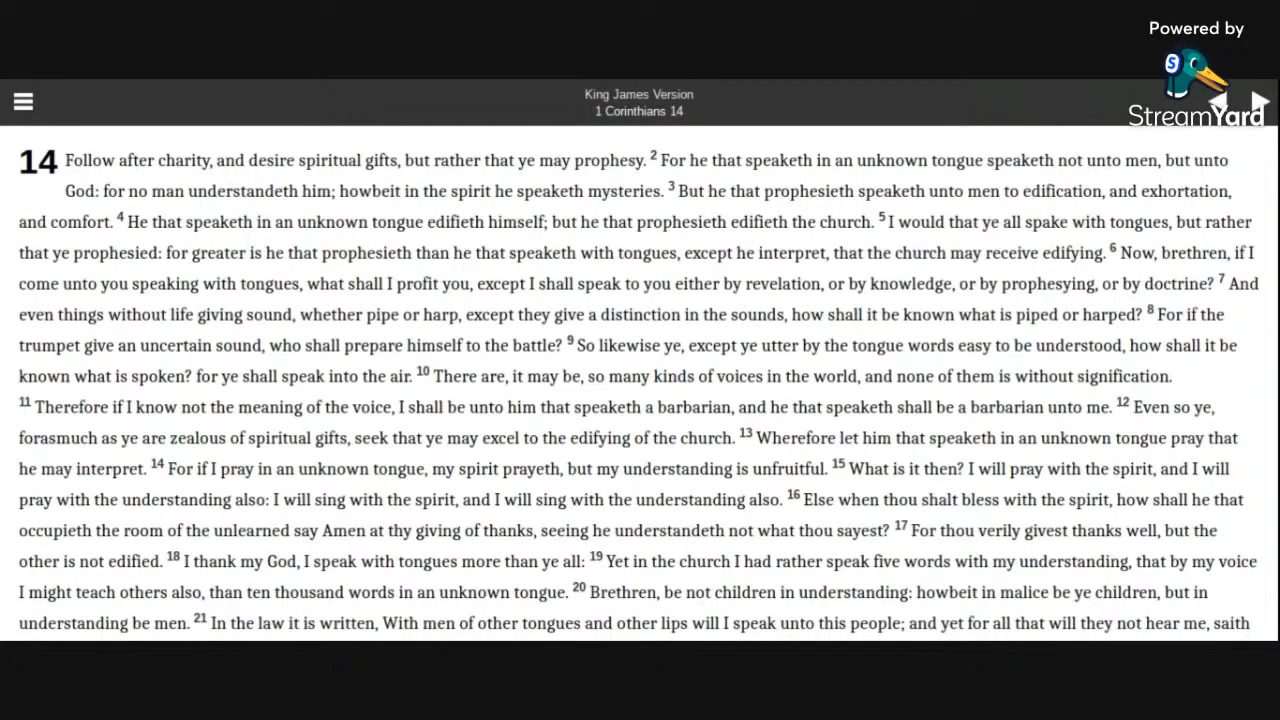 Powered by
StreamYard
King James Version
1 Corinthians 14
14 Follow after charity, and desire spiritual gifts, but rather that ye may prophesy. 2 For he that speaketh in an unknown tongue speaketh not unto men, but unto
God: for no man understandeth him; howbeit in the spirit he speaketh mysteries. 3 But he that prophesieth speaketh unto men to edification, and exhortation,
and comfort. 4 He that speaketh in an unknown tongue edifieth himself; but he that prophesieth edifieth the church. 5 I would that ye all spake with tongues, but rather
that ye prophesied: for greater is he that prophesieth than he that speaketh with tongues, except he interpret, that the church may receive edifying. 6 Now, brethren, if I
come unto you speaking with tongues, what shall I profit you, except I shall speak to you either by revelation, or by knowledge, or by prophesying, or by doctrine? 7 And
even things without life giving sound, whether pipe or harp, except they give a distinction in the sounds, how shall it be known what is piped or harped? 8 For if the
trumpet give an uncertain sound, who shall prepare himself to the battle? 9 So likewise ye, except ye utter by the tongue words easy to be understood, how shall it be
known what is spoken? for ye shall speak into the air. 10 There are, it may be, so many kinds of voices in the world, and none of them is without signification.
11 Therefore if I know not the meaning of the voice, I shall be unto him that speaketh a barbarian, and he that speaketh shall be a barbarian unto me. 12 Even so ye,
forasmuch as ye are zealous of spiritual gifts, seek that ye may excel to the edifying of the church. 13 Wherefore let him that speaketh in an unknown tongue pray that
he may interpret. 14 For if I pray in an unknown tongue, my spirit prayeth, but my understanding is unfruitful. 15 What is it then? I will pray with the spirit, and I will
pray with the understanding also: I will sing with the spirit, and I will sing with the understanding also. 16 Else when thou shalt bless with the spirit, how shall he that
occupieth the room of the unlearned say Amen at thy giving of thanks, seeing he understandeth not what thou sayest? 17 For thou verily givest thanks well, but the
other is not edified. 18 I thank my God, I speak with tongues more than ye all: 19 Yet in the church I had rather speak five words with my understanding, that by my voice
I might teach others also, than ten thousand words in an unknown tongue. 20 Brethren, be not children in understanding: howbeit in malice be ye children, but in
understanding be men. 21 In the law it is written, With men of other tongues and other lips will I speak unto this people; and yet for all that will they not hear me, saith